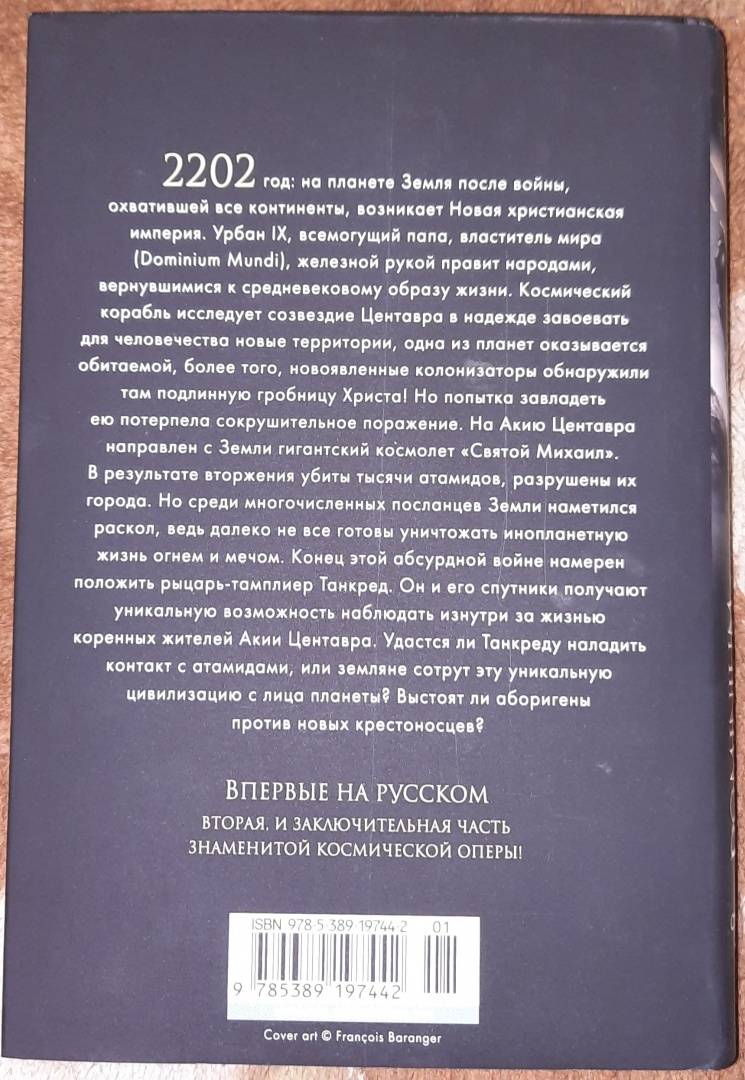 2202 год: на планете Земля после войны,
охватившей все континенты, возникает Новая христианская
империя. Урбан IX, всемогущий папа, властитель мира
(Dominium Mundi), железной рукой правит народами,
вернувшимися к средневековому образу жизни. Космический
корабль исследует созвездие Центавра в надежде завоевать
для человечества новые территории, одна из планет оказывается
обитаемой, более того, новоявленные колонизаторы обнаружили
там подлинную гробницу Христа! Но попытка завладеть
ею потерпела сокрушительное поражение. На Акию Центавра
направлен с Земли гигантский космолет «Святой Михаил».
В результате вторжения убиты тысячи атамидов, разрушены их
города. Но среди многочисленных посланцев Земли наметился
раскол, ведь далеко не все готовы уничтожать инопланетную
жизнь огнем и мечом. Конец этой абсурдной войне намерен
положить рыцарь-тамплиер Танкред. Он и его спутники получают
уникальную возможность наблюдать изнутри за жизнью
коренных жителей Акии Центавра. Удастся ли Танкреду наладить
контакт с атамидами, или земляне сотрут эту уникальную
цивилизацию с лица планеты? Выстоят ли аборигены
против новых крестоносцев?
Впервые на русском
вторая, и заключительная часть
знаменитой космической оперы!
ISBN 978-5-389-19744-2 01
9 785389 197442
Cover art © François Baranger